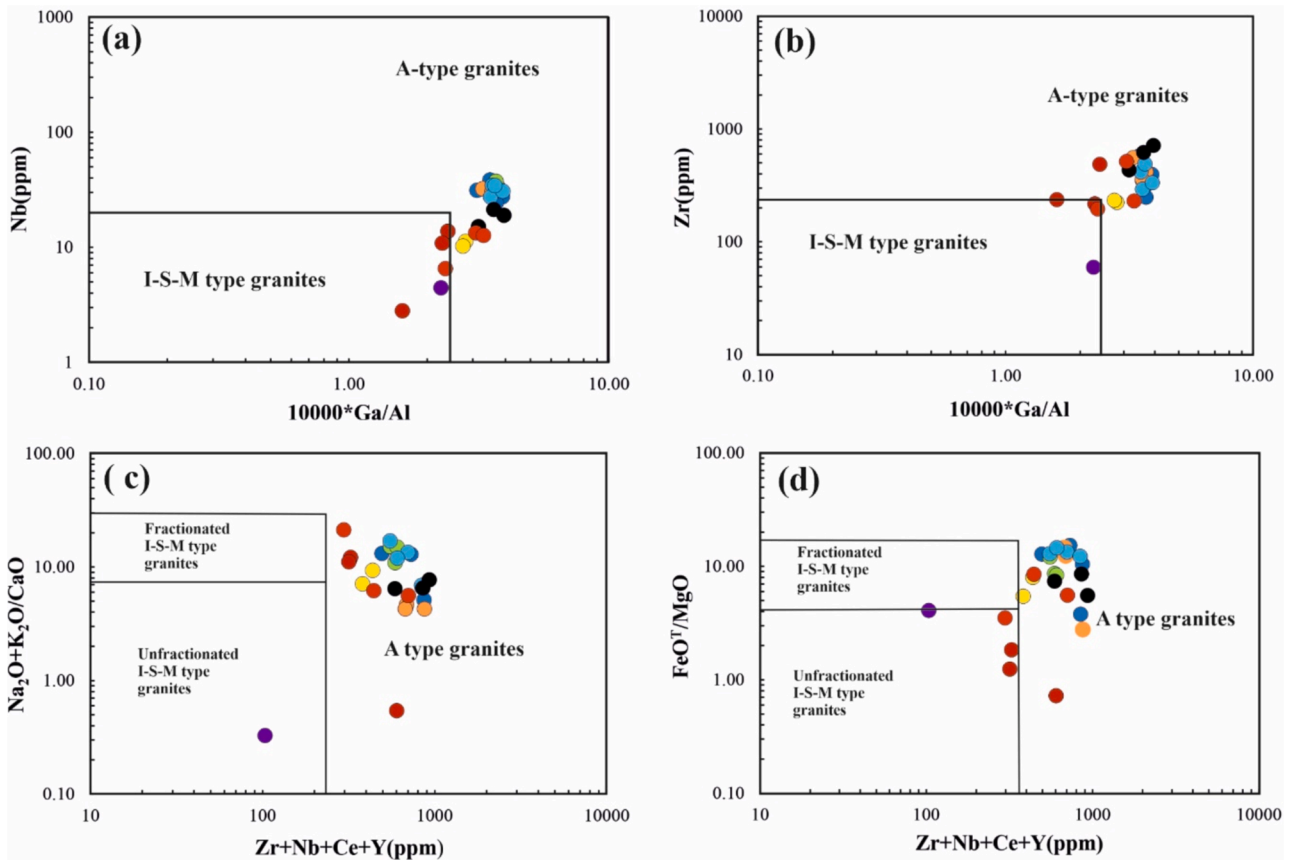 (a)
1000
100
10
1
Nb(ppm)
A-type granites
I-S-M type granites
0.10
1.00
10.00
10000*Ga/Al
(b)
10000
1000
100
10
Zr(ppm)
A-type granites
I-S-M type granites
0.10
1.00
10.00
10000*Ga/Al
( c)
100.00
10.00
1.00
0.10
Na₂O+K₂O/CaO
Fractionated
I-S-M type
granites
Unfractionated
I-S-M type
granites
A type granites
10
100
1000
10000
Zr+Nb+Ce+Y(ppm)
(d)
100.00
10.00
1.00
0.10
FeOᵀ/MgO
Fractionated
I-S-M type
granites
Unfractionated
I-S-M type
granites
A type granites
10
100
1000
10000
Zr+Nb+Ce+Y(ppm)